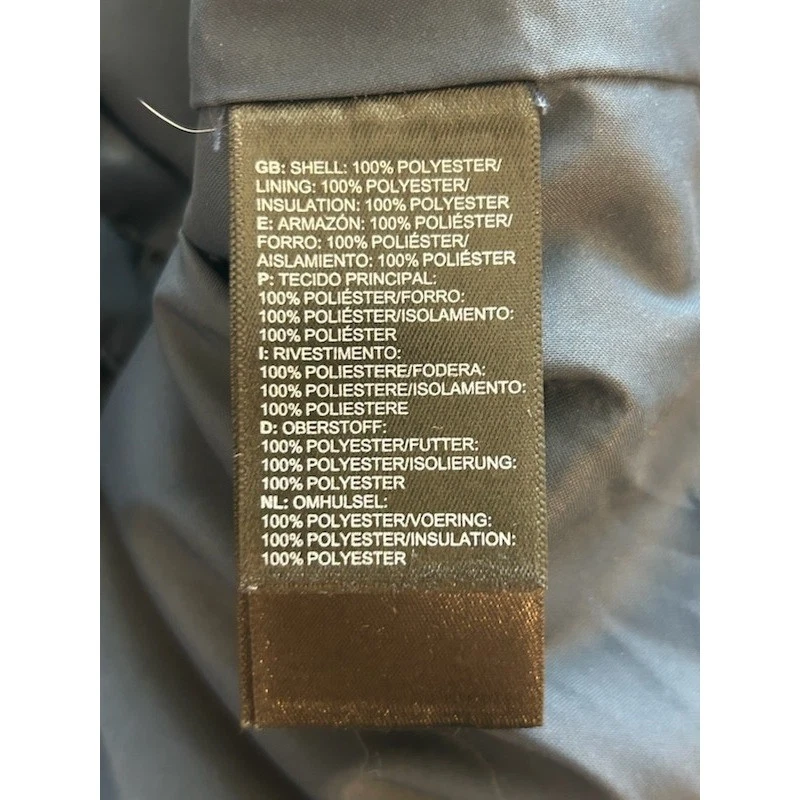 GB: SHELL: 100% POLYESTER/
LINING: 100% POLYESTER/
INSULATION: 100% POLYESTER
E: ARMAZÓN: 100% POLIÉSTER/
FORRO: 100% POLIÉSTER/
AISLAMIENTO: 100% POLIÉSTER
P: TECIDO PRINCIPAL:
100% POLIÉSTER/FORRO:
100% POLIÉSTER/ISOLAMENTO:
100% POLIÉSTER
I: RIVESTIMENTO:
100% POLIESTERE/FODERA:
100% POLIESTERE/ISOLAMENTO:
100% POLIESTERE
D: OBERSTOFF:
100% POLYESTER/FUTTER:
100% POLYESTER/ISOLIERUNG:
100% POLYESTER
NL: OMHULSEL:
100% POLYESTER/VOERING:
100% POLYESTER/INSULATION:
100% POLYESTER